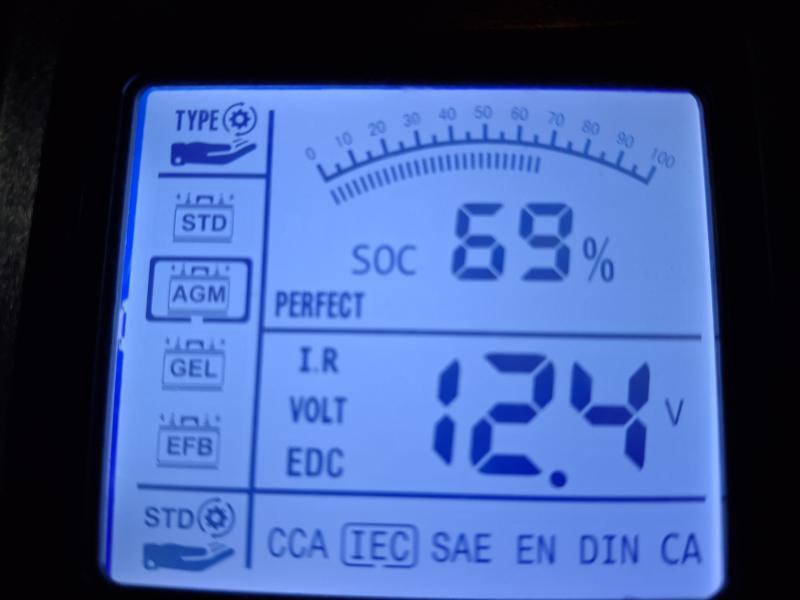 TYPE
0 10 20 30 40 50 60 70 80 90 100
STD
SOC 69%
AGM
PERFECT
GEL
I.R
VOLT
12.4 V
EFB
EDC
STD
CCA IEC SAE EN DIN CA